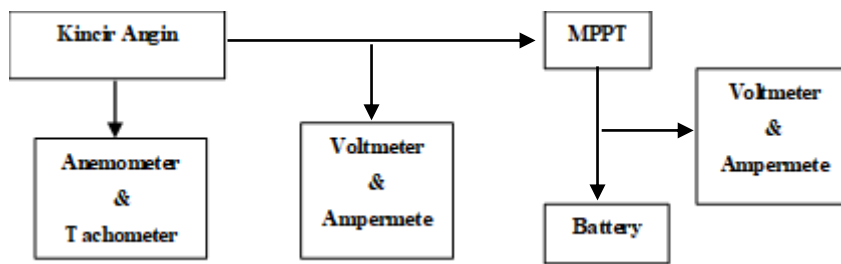 Kincir Angin
MPPT
Anemometer
&
Tachometer
Voltmeter
&
Ampermete
Battery
Voltmeter
&
Ampermete